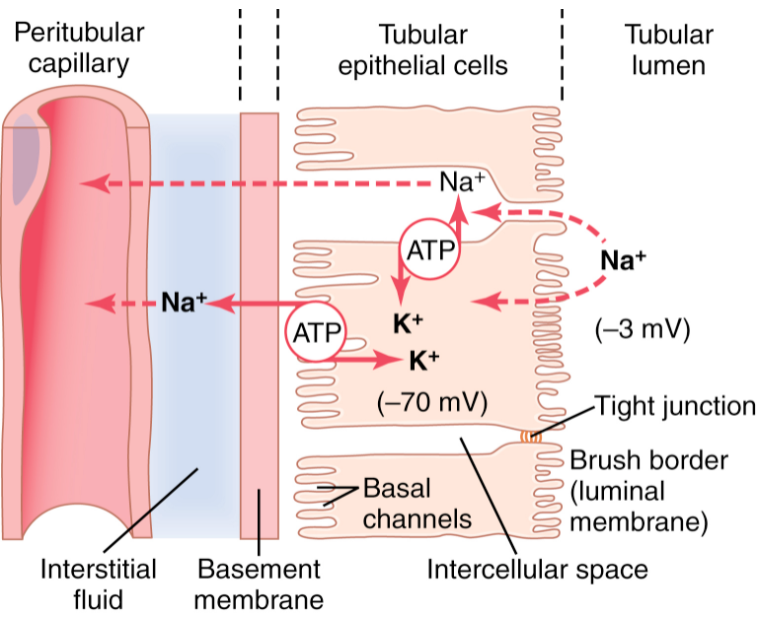 Peritubular
capillary
Tubular
epithelial cells
Tubular
lumen
Na⁺
ATP
Na⁺
Na⁺
K⁺
ATP
K⁺
(–3 mV)
(–70 mV)
Tight junction
Brush border
(luminal
membrane)
Basal
channels
Interstitial
fluid
Basement
membrane
Intercellular space